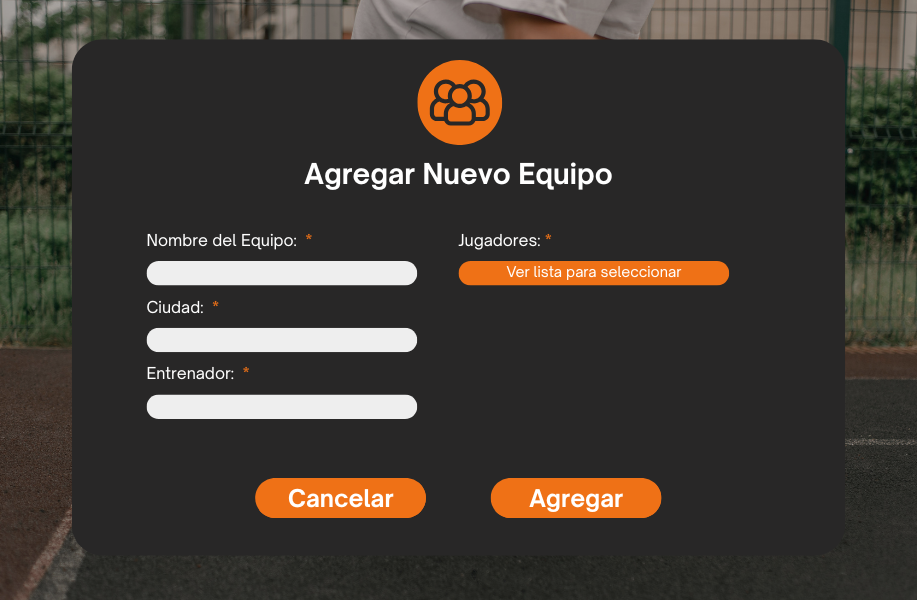 Agregar Nuevo Equipo
Nombre del Equipo: *
Jugadores: *
Ver lista para seleccionar
Ciudad: *
Entrenador: *
Cancelar
Agregar